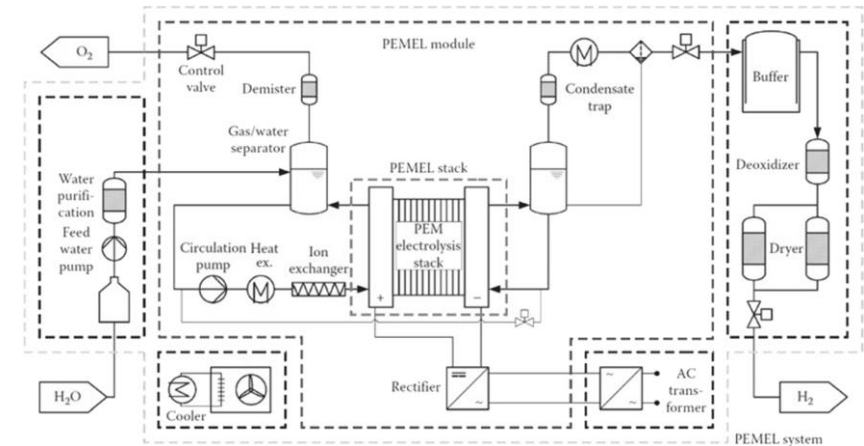 PEMEL module
O2
Control
valve
Demister
Condensate
trap
Buffer
Gas/water
separator
PEMEL stack
Deoxidizer
Water
purifi-
cation
Feed
water
pump
PEM
electrolysis
stack
Circulation
pump
Heat
ex.
Ion
exchanger
Dryer
+
−
M
M
M
Rectifier
=
~
~
~
AC
trans-
former
H2O
Cooler
H2
PEMEL system